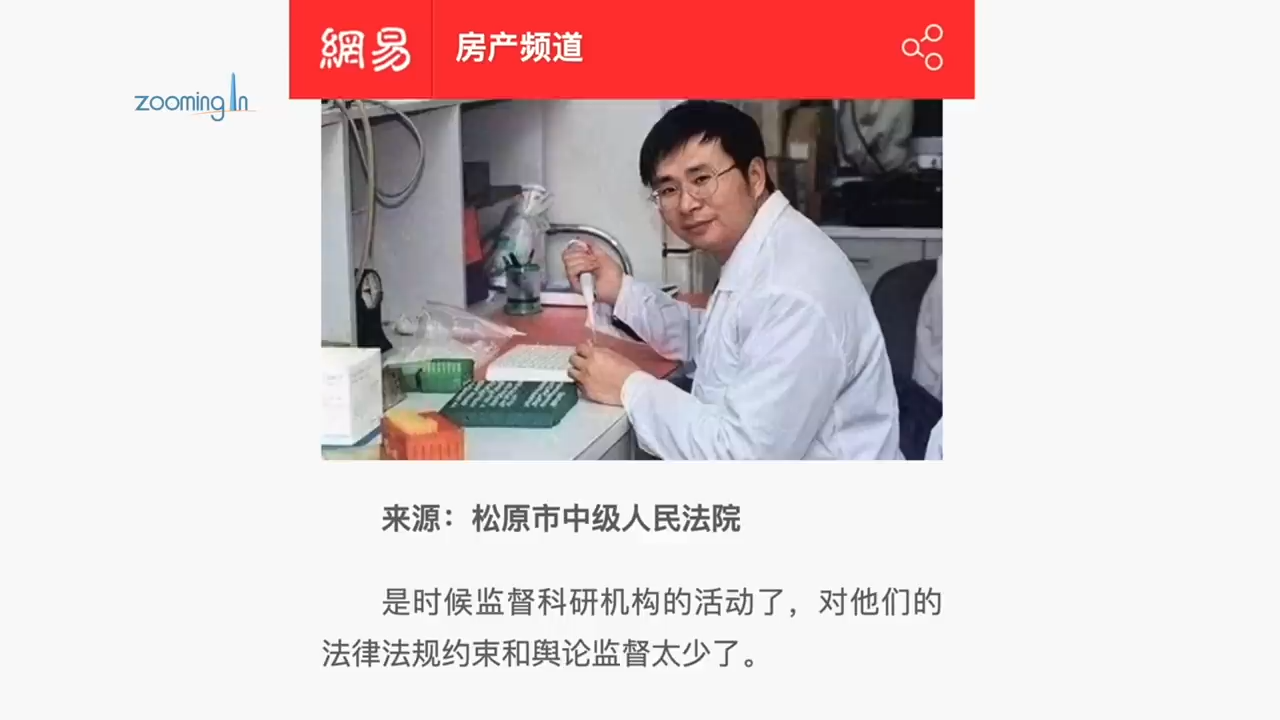 網易
房产频道
zooming In
来源：松原市中级人民法院
是时候监督科研机构的活动了，对他们的
法律法规约束和舆论监督太少了。